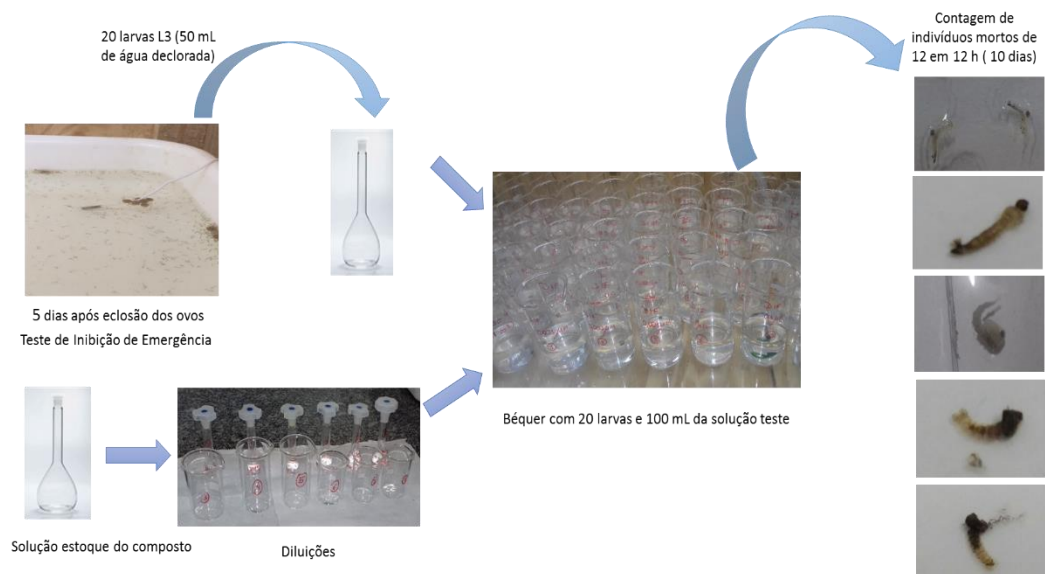 20 larvas L3 (50 mL
de água declorada)
Contagem de
indivíduos mortos de
12 em 12 h ( 10 dias)
5 dias após eclosão dos ovos
Teste de Inibição de Emergência
Béquer com 20 larvas e 100 mL da solução teste
Solução estoque do composto
Diluições